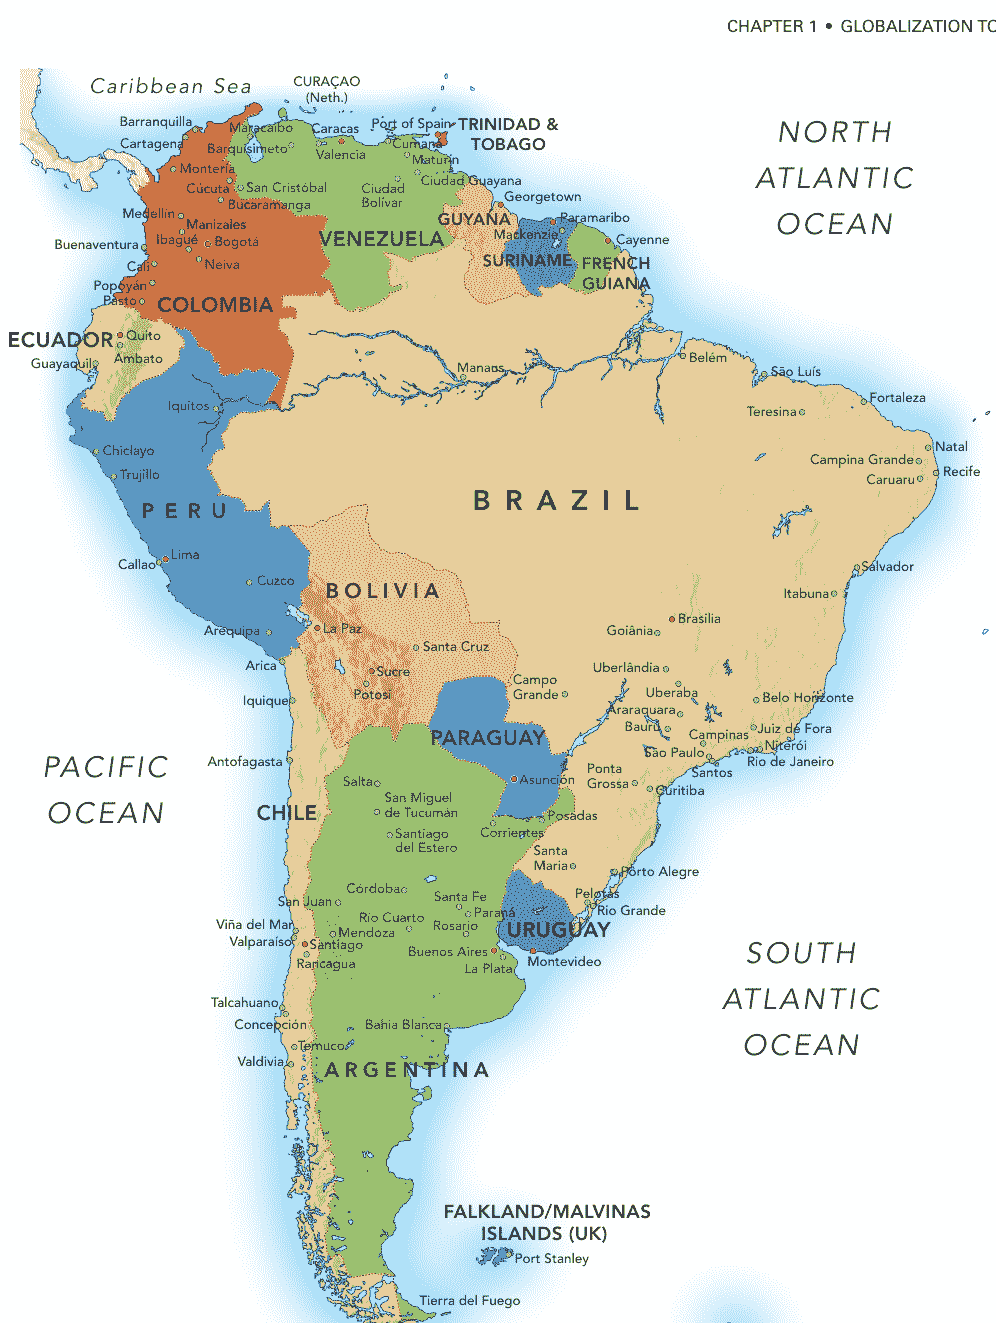 CHAPTER 1 • GLOBALIZATION TO
Caribbean Sea
CURAÇAO
(Neth.)
Barranquilla
Maracaibo
Caracas
Port of Spain
TRINIDAD &
TOBAGO
NORTH
ATLANTIC
OCEAN
Cartagena
Barquisimeto
Valencia
Cumaná
Maturín
Montería
Cúcuta
San Cristóbal
Ciudad
Bolívar
Ciudad Guayana
Bucaramanga
Georgetown
Medellín
Manizales
GUYANA
Paramaribo
Mackenzie
Buenaventura
Ibagué
Bogotá
VENEZUELA
Cayenne
Cali
Neiva
SURINAME
FRENCH
GUIANA
Popoyán
Pasto
COLOMBIA
ECUADOR
Quito
Guayaquil
Ambato
Manaus
Belém
São Luís
Iquitos
Teresina
Fortaleza
Chiclayo
Natal
Campina Grande
Recife
Trujillo
Caruaru
PERU
BRAZIL
Callao
Lima
Salvador
Cuzco
BOLIVIA
Itabuna
Arequipa
La Paz
Brasilia
Goiânia
Santa Cruz
Arica
Sucre
Uberlândia
Potosí
Campo
Grande
Uberaba
Iquique
Belo Horizonte
Araraquara
Bauru
Juiz de Fora
Campinas
PARAGUAY
São Paulo
Niterói
Rio de Janeiro
PACIFIC
OCEAN
Antofagasta
Santos
Salta
Asunción
Ponta
Grossa
Curitiba
San Miguel
de Tucumán
CHILE
Posadas
Santiago
del Estero
Corrientes
Santa
Maria
Porto Alegre
Córdoba
San Juan
Santa Fe
Pelotas
Rio Grande
Viña del Mar
Río Cuarto
Paraná
Mendoza
Rosario
URUGUAY
Valparaíso
Santiago
Buenos Aires
Rancagua
La Plata
Montevideo
SOUTH
ATLANTIC
OCEAN
Talcahuano
Concepción
Bahia Blanca
Temuco
Valdivia
ARGENTINA
FALKLAND/MALVINAS
ISLANDS (UK)
Port Stanley
Tierra del Fuego